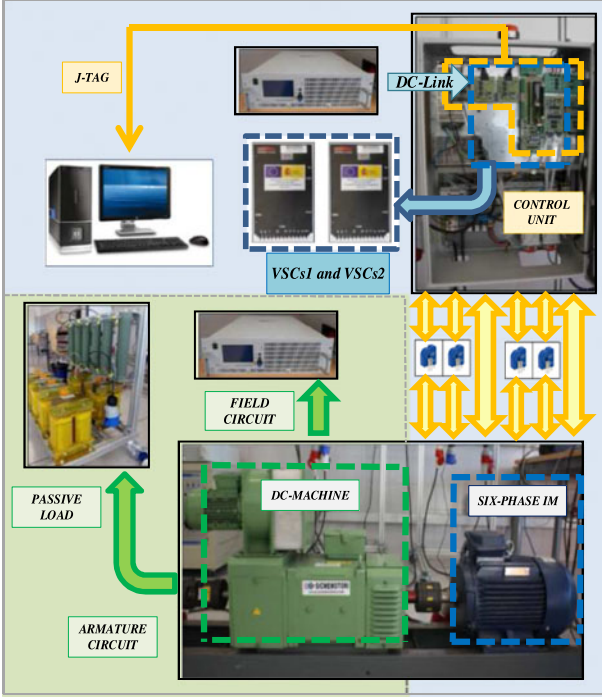 J-TAG
DC-Link
CONTROL
UNIT
VSCs1 and VSCs2
FIELD
CIRCUIT
DC-MACHINE
SIX-PHASE IM
PASSIVE
LOAD
ARMATURE
CIRCUIT